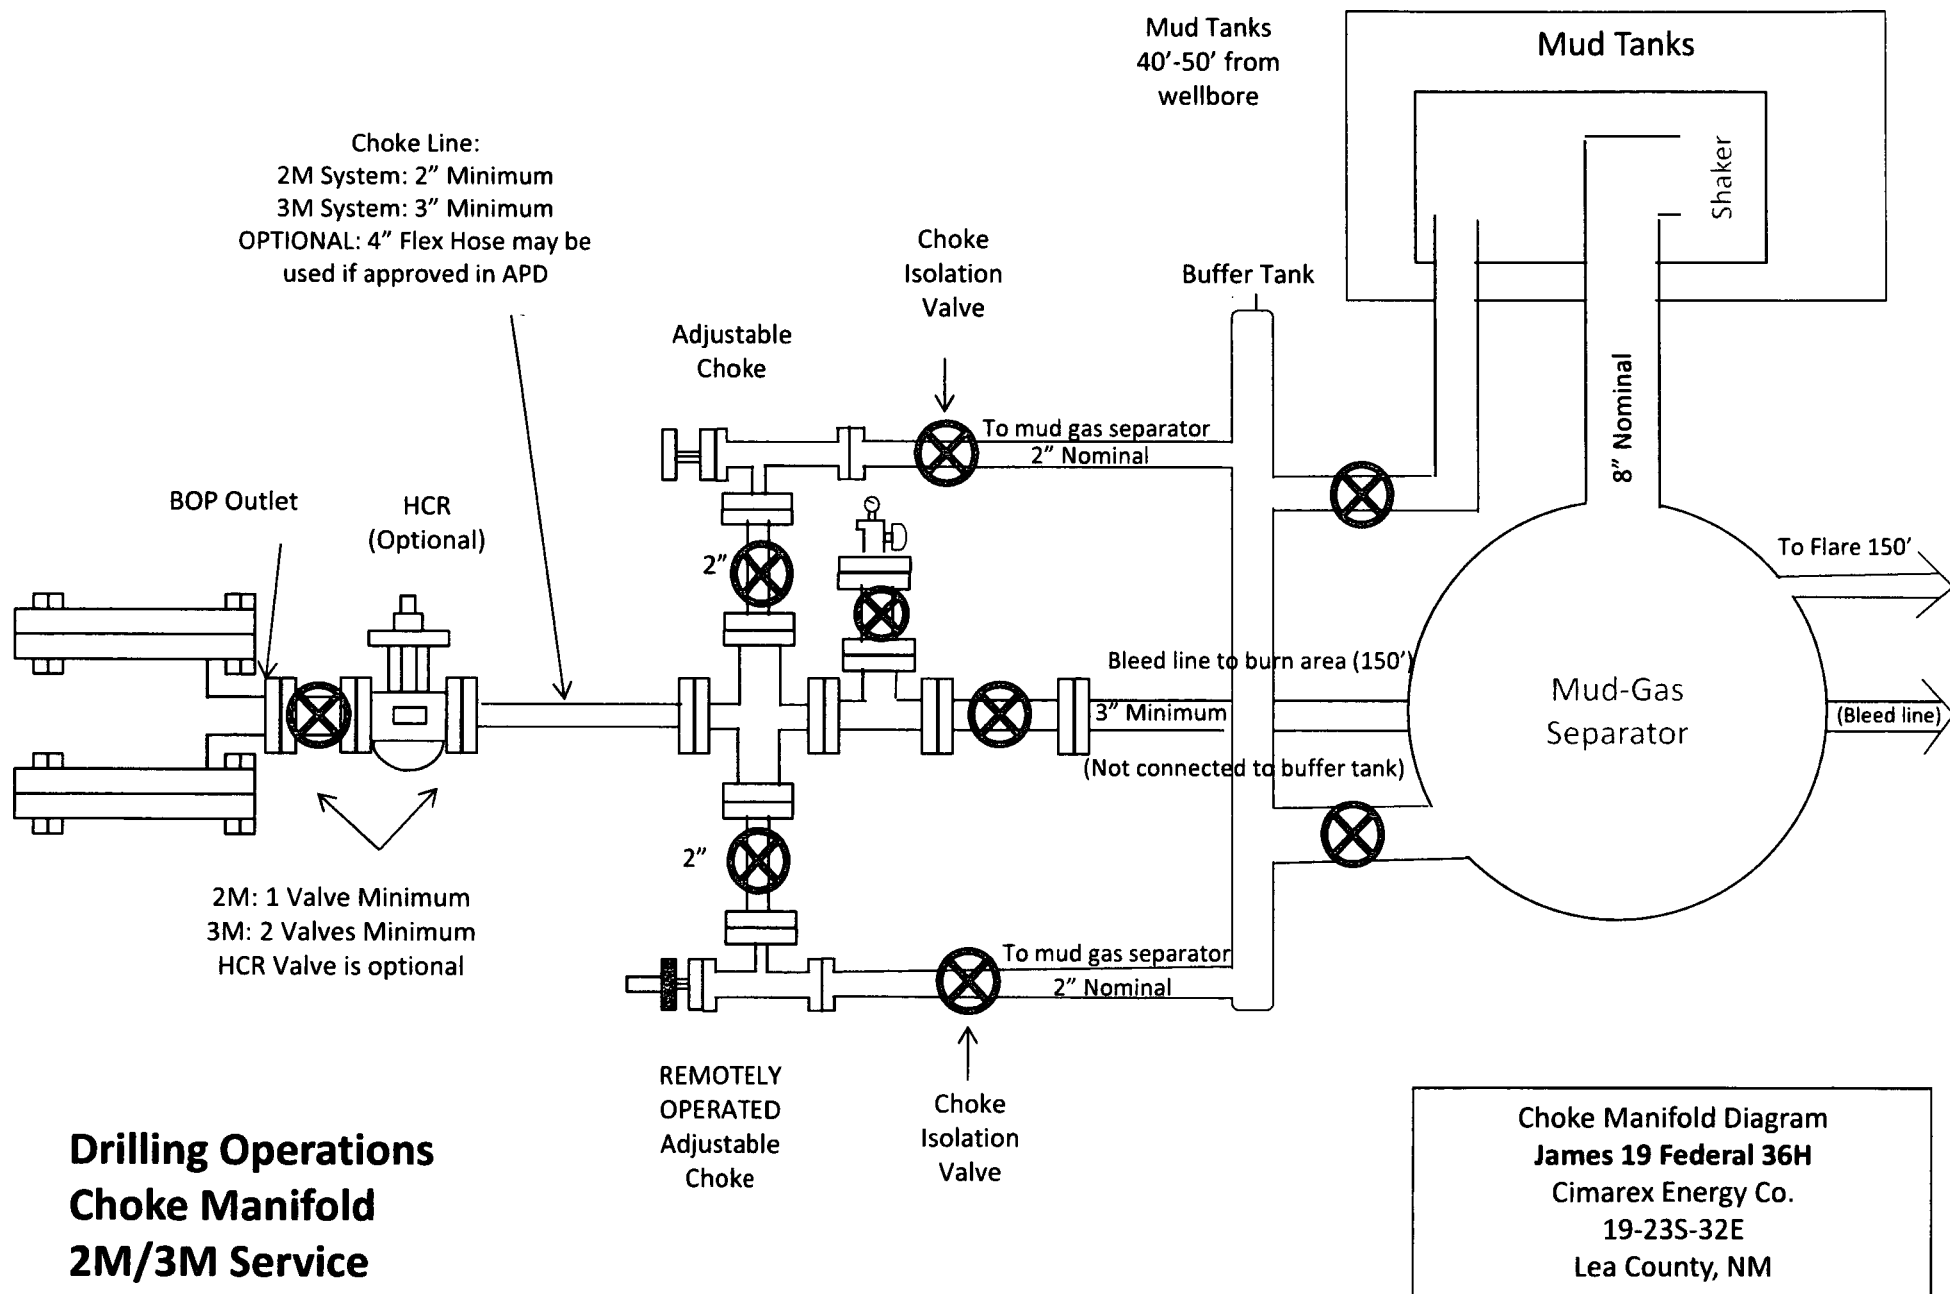 Mud Tanks
40’-50’ from
wellbore
Mud Tanks
Shaker
Choke Line:
2M System: 2” Minimum
3M System: 3” Minimum
OPTIONAL: 4” Flex Hose may be
used if approved in APD
Choke
Isolation
Valve
Buffer Tank
Adjustable
Choke
8” Nominal
To mud gas separator
2” Nominal
BOP Outlet
HCR
(Optional)
2”
To Flare 150’
Bleed line to burn area (150’)
3” Minimum
(Not connected to buffer tank)
Mud-Gas
Separator
(Bleed line)
2”
2M: 1 Valve Minimum
3M: 2 Valves Minimum
HCR Valve is optional
To mud gas separator
2” Nominal
REMOTELY
OPERATED
Adjustable
Choke
Choke
Isolation
Valve
Drilling Operations
Choke Manifold
2M/3M Service
Choke Manifold Diagram
James 19 Federal 36H
Cimarex Energy Co.
19-23S-32E
Lea County, NM